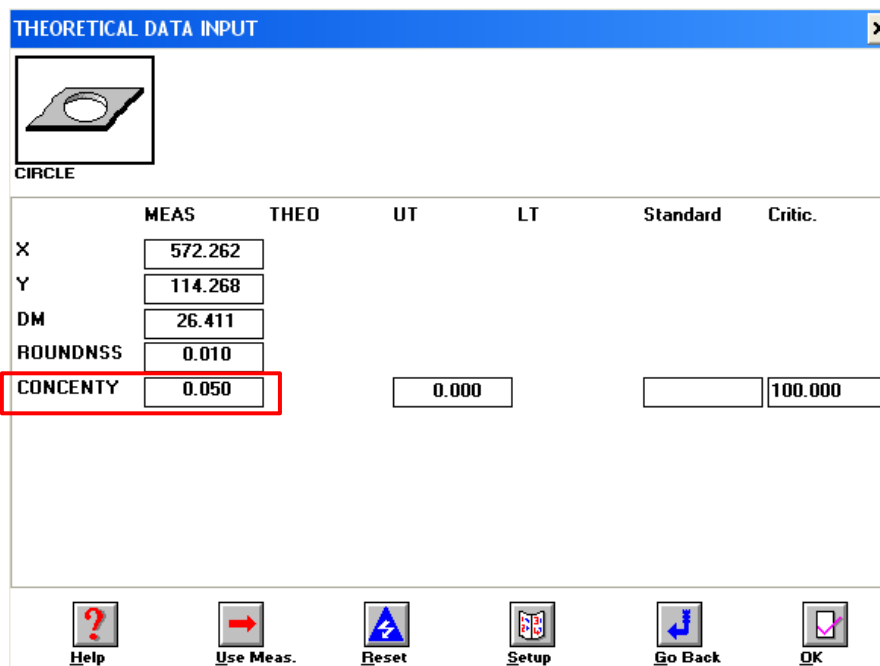 THEORETICAL DATA INPUT
CIRCLE
MEAS THEO UT LT Standard Critic.
X 572.262
Y 114.268
DM 26.411
ROUNDNSS 0.010
CONCENTY 0.050 0.000 100.000
Help Use Meas. Reset Setup Go Back OK